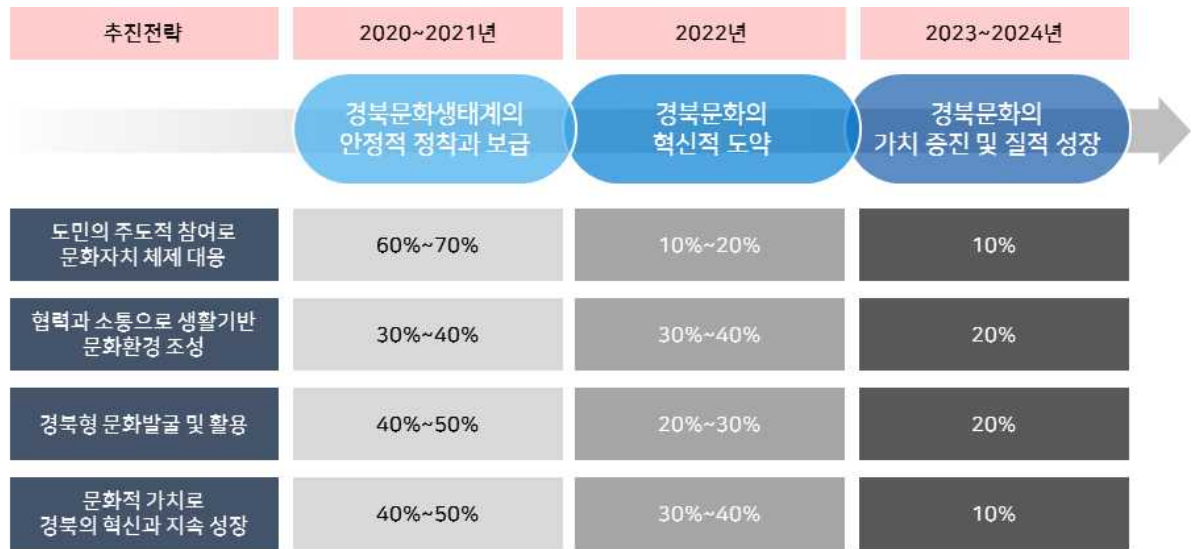 추진전략 2020~2021년 2022년 2023~2024년
경북문화생태계의
안정적 정착과 보급
경북문화의
혁신적 도약
경북문화의
가치 증진 및 질적 성장
도민의 주도적 참여로
문화자치 체제 대응
60%~70% 10%~20% 10%
협력과 소통으로 생활기반
문화환경 조성
30%~40% 30%~40% 20%
경북형 문화발굴 및 활용 40%~50% 20%~30% 20%
문화적 가치로
경북의 혁신과 지속 성장
40%~50% 30%~40% 10%